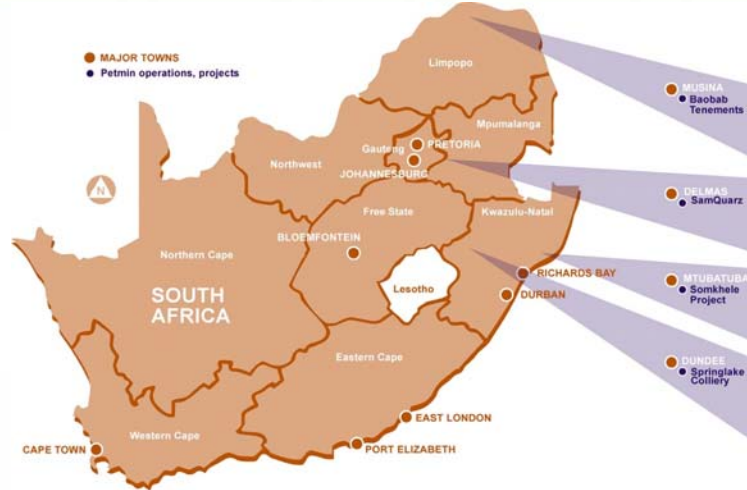 MAJOR TOWNS
Petmin operations, projects
Limpopo
MUSINA
Baobab
Tenements
Mpumalanga
Gauteng
PRETORIA
Northwest
JOHANNESBURG
N
DELMAS
SamQuarz
Free State
Kwazulu-Natal
BLOEMFONTEIN
Northern Cape
RICHARDS BAY
MTUBATUBA
Somkhele
Project
Lesotho
SOUTH
AFRICA
DURBAN
Eastern Cape
DUNDEE
Springlake
Colliery
EAST LONDON
Western Cape
CAPE TOWN
PORT ELIZABETH